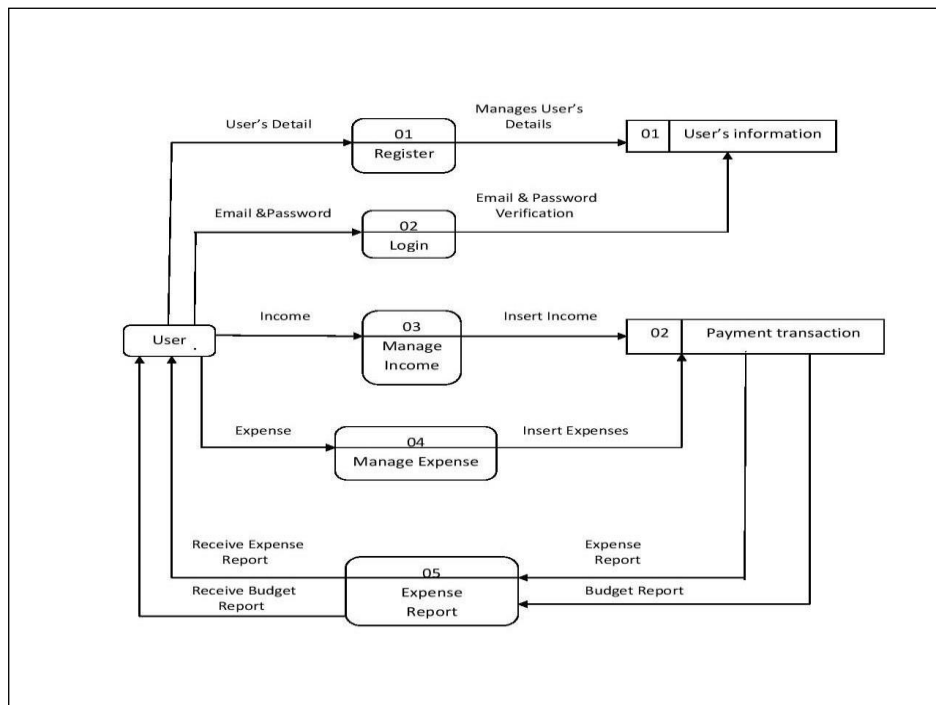 User's Detail
01
Register
Manages User's
Details
01 User's information
Email &Password
02
Login
Email & Password
Verification
User
Income
03
Manage
Income
Insert Income
02 Payment transaction
Expense
04
Manage Expense
Insert Expenses
Receive Expense
Report
05
Expense
Report
Expense
Report
Receive Budget
Report
Budget Report